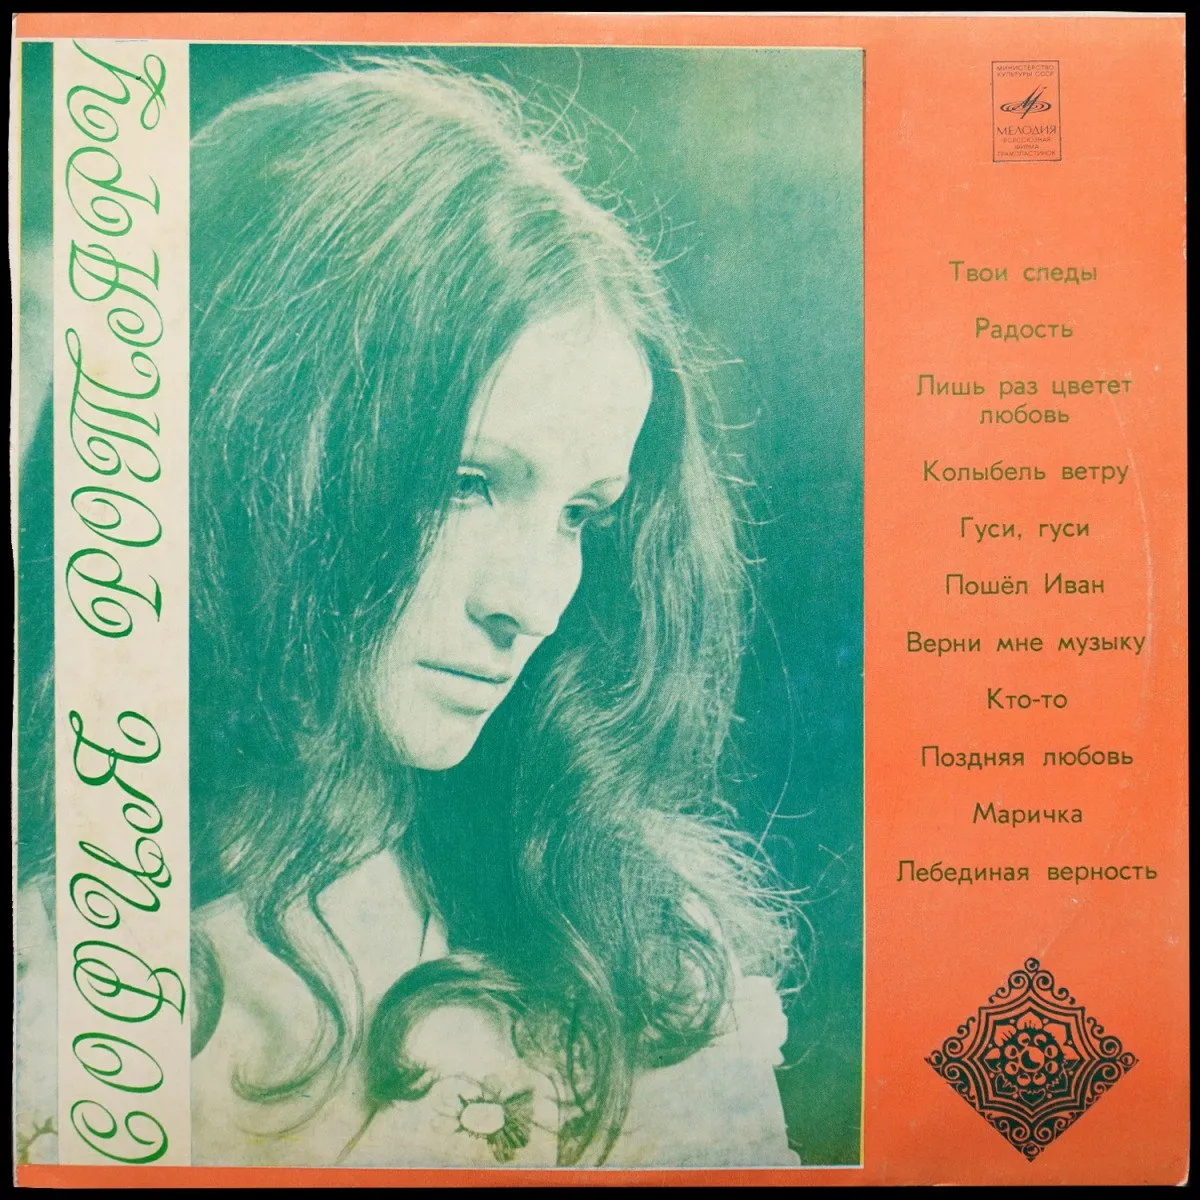 СОФИЯ РОТАРУ
МИНИСТЕРСТВО
КУЛЬТУРЫ СССР
МЕЛОДИЯ
ВСЕСОЮЗНАЯ
ФИРМА
ГРАМПЛАСТИНОК
Твои следы
Радость
Лишь раз цветет
любовь
Колыбель ветру
Гуси, гуси
Пошёл Иван
Верни мне музыку
Кто-то
Поздняя любовь
Маричка
Лебединая верность